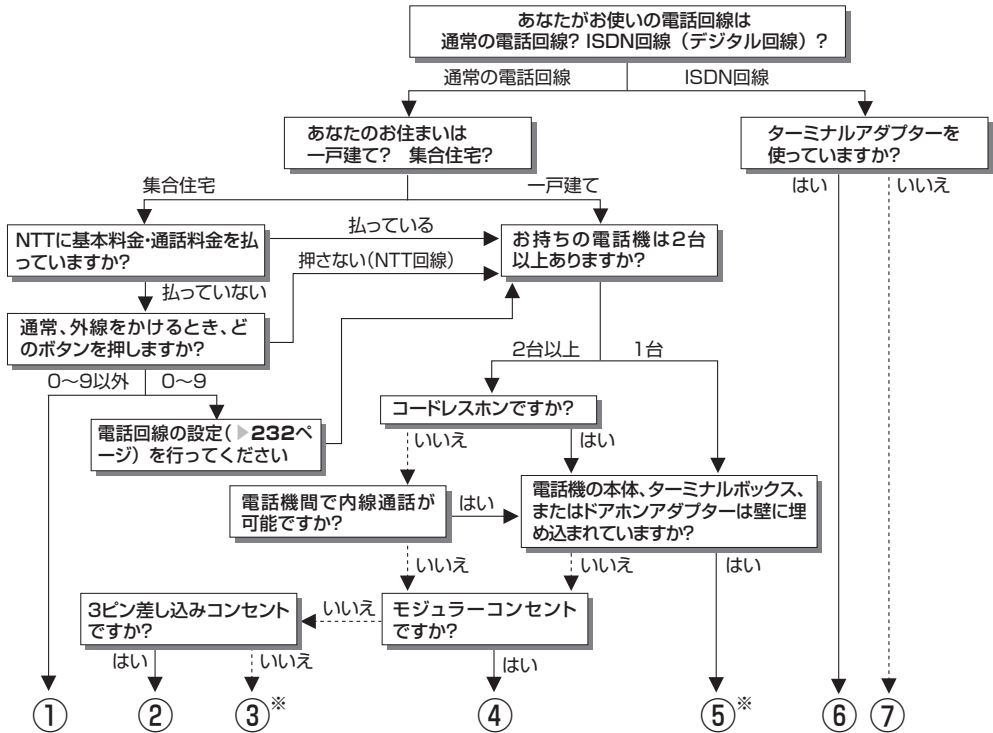 あなたがお使いの電話回線は
通常の電話回線? ISDN回線（デジタル回線）?
通常の電話回線
ISDN回線
あなたのお住まいは
一戸建て?　集合住宅?
ターミナルアダプターを
使っていますか?
はい
いいえ
集合住宅
一戸建て
NTTに基本料金・通話料金を払
っていますか?
払っている
お持ちの電話機は2台
以上ありますか?
押さない（NTT回線）
払っていない
通常、外線をかけるとき、ど
のボタンを押しますか?
0〜9以外
0〜9
2台以上
1台
電話回線の設定（▶232ペ
ージ）を行ってください
コードレスホンですか?
いいえ
はい
電話機間で内線通話が
可能ですか?
はい
電話機の本体、ターミナルボックス、
またはドアホンアダプターは壁に埋
め込まれていますか?
いいえ
いいえ
はい
3ピン差し込みコンセント
ですか?
いいえ
モジュラーコンセント
ですか?
はい
いいえ
はい
① ② ③※ ④ ⑤※ ⑥ ⑦